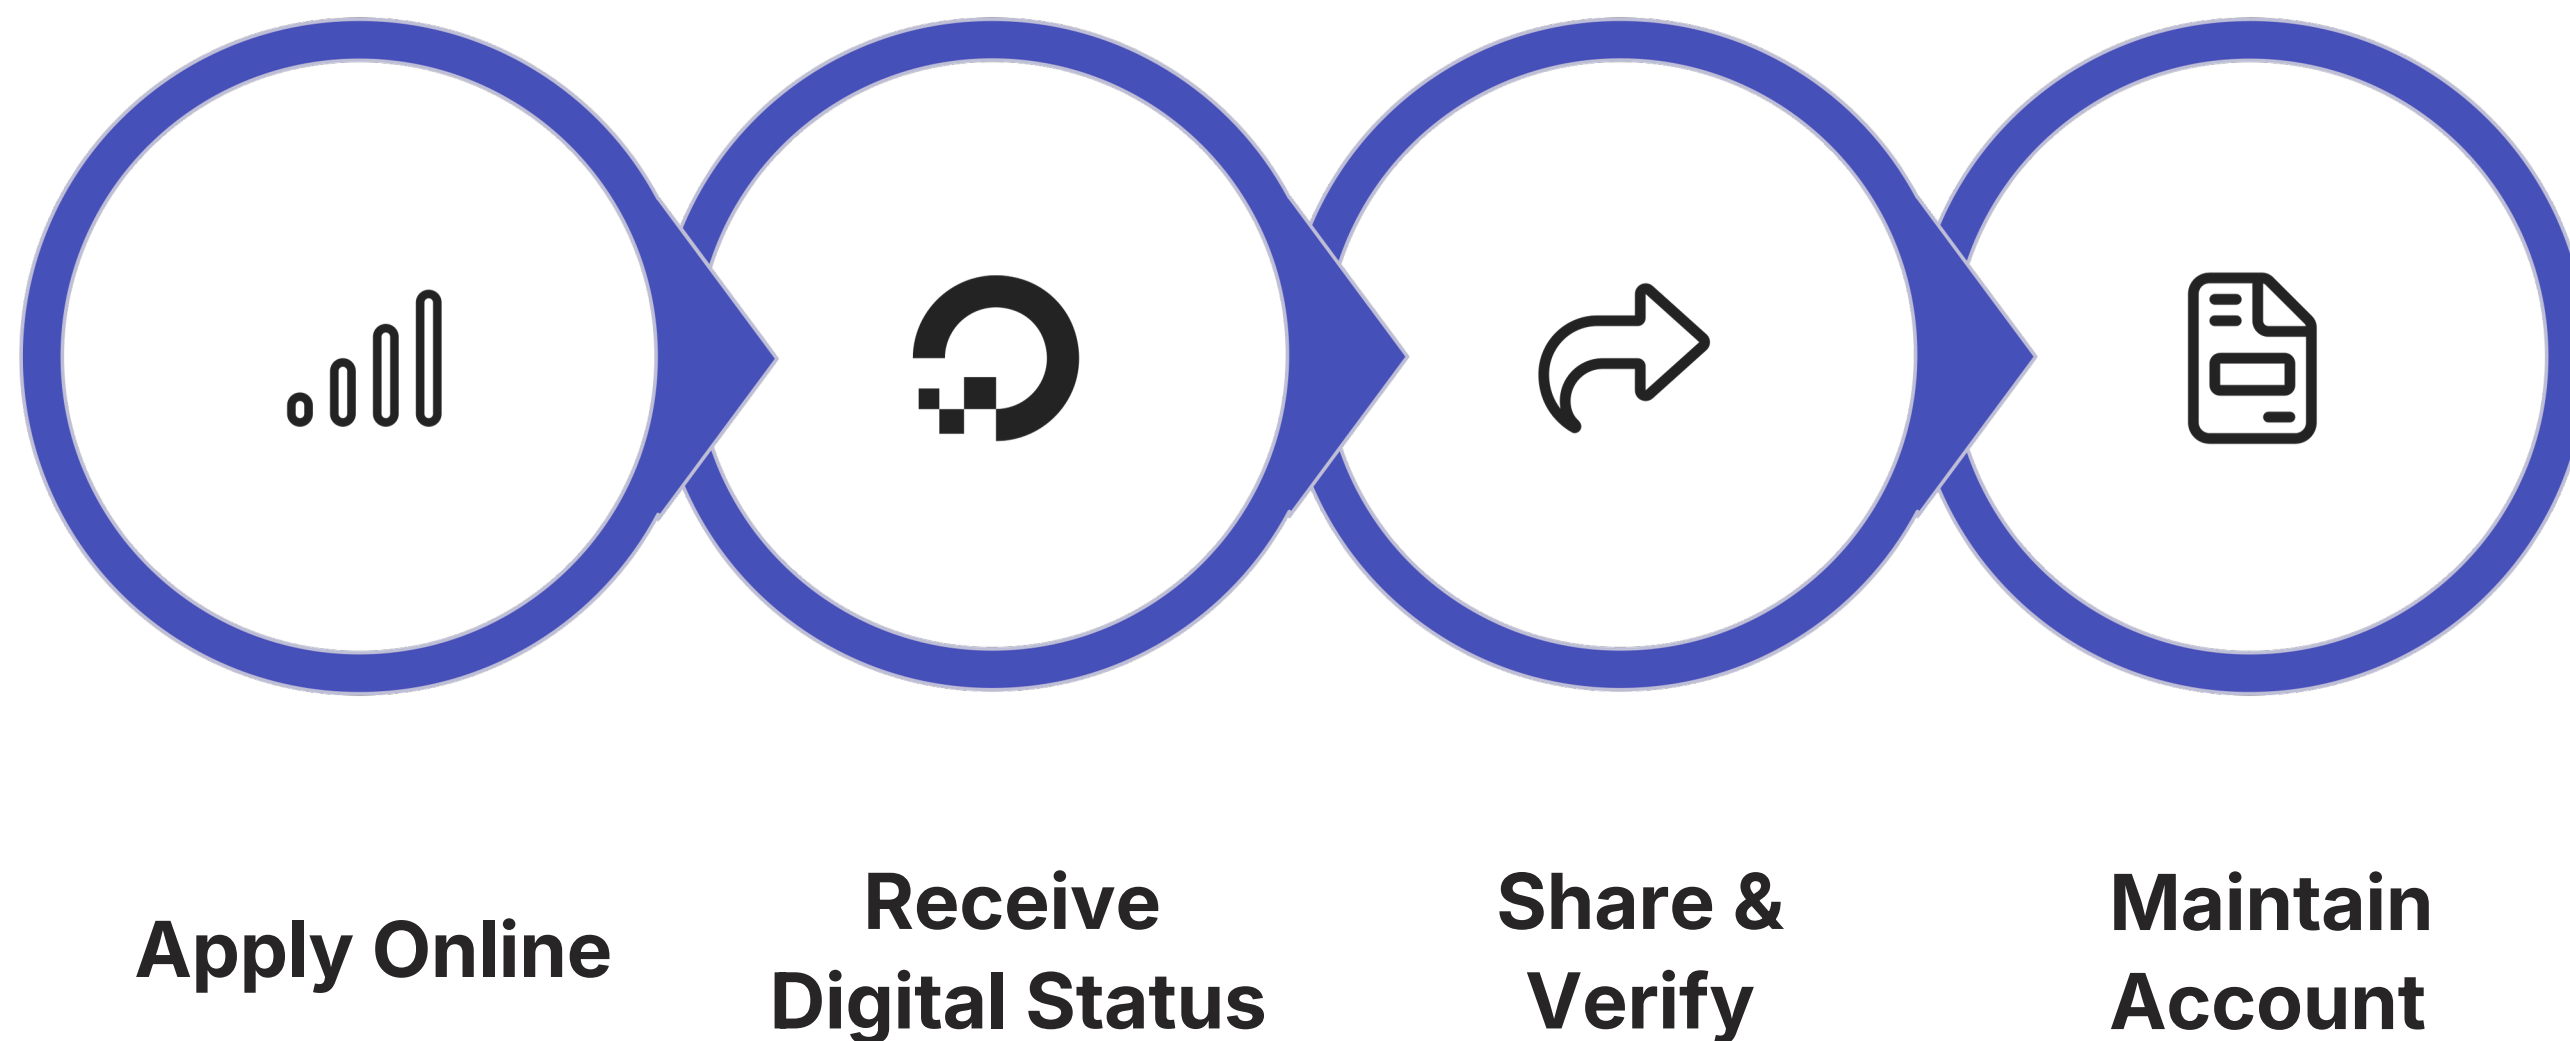 Apply Online
Receive
Digital Status
Share &
Verify
Maintain
Account